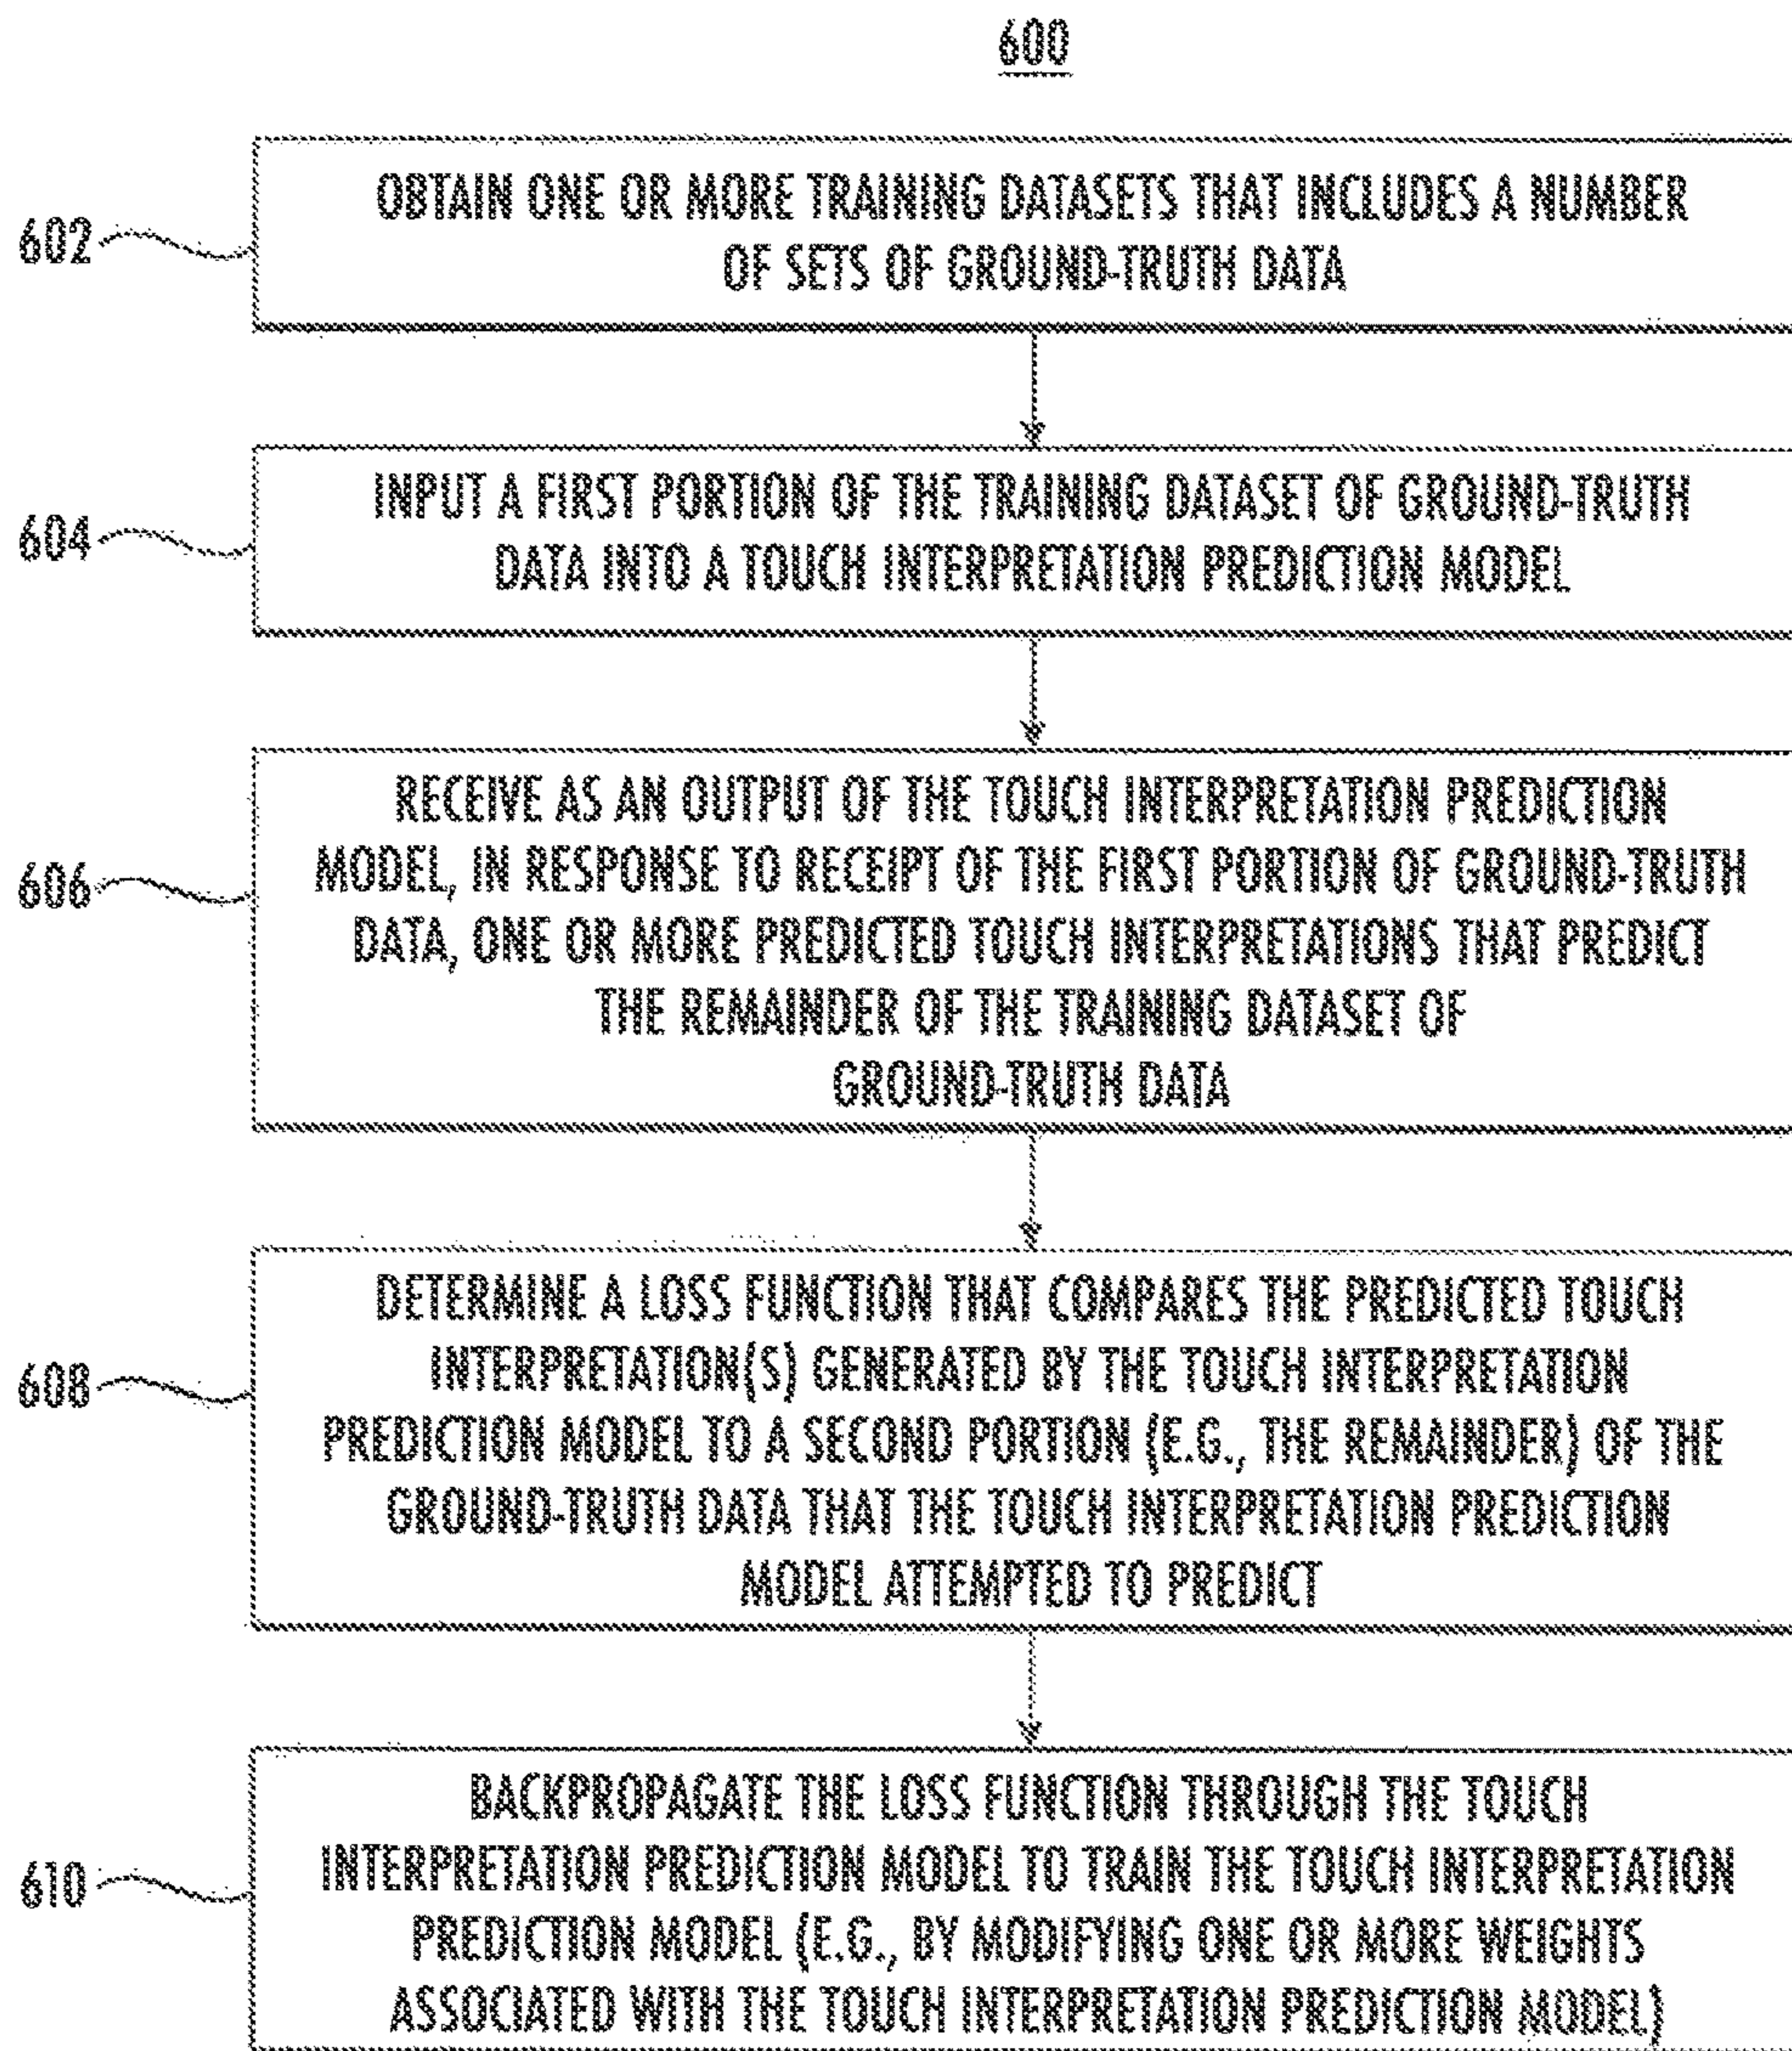 600
602
OBTAIN ONE OR MORE TRAINING DATASETS THAT INCLUDES A NUMBER
OF SETS OF GROUND-TRUTH DATA
604
INPUT A FIRST PORTION OF THE TRAINING DATASET OF GROUND-TRUTH
DATA INTO A TOUCH INTERPRETATION PREDICTION MODEL
606
RECEIVE AS AN OUTPUT OF THE TOUCH INTERPRETATION PREDICTION
MODEL, IN RESPONSE TO RECEIPT OF THE FIRST PORTION OF GROUND-TRUTH
DATA, ONE OR MORE PREDICTED TOUCH INTERPRETATIONS THAT PREDICT
THE REMAINDER OF THE TRAINING DATASET OF
GROUND-TRUTH DATA
608
DETERMINE A LOSS FUNCTION THAT COMPARES THE PREDICTED TOUCH
INTERPRETATION(S) GENERATED BY THE TOUCH INTERPRETATION
PREDICTION MODEL TO A SECOND PORTION (E.G., THE REMAINDER) OF THE
GROUND-TRUTH DATA THAT THE TOUCH INTERPRETATION PREDICTION
MODEL ATTEMPTED TO PREDICT
610
BACKPROPAGATE THE LOSS FUNCTION THROUGH THE TOUCH
INTERPRETATION PREDICTION MODEL TO TRAIN THE TOUCH INTERPRETATION
PREDICTION MODEL (E.G., BY MODIFYING ONE OR MORE WEIGHTS
ASSOCIATED WITH THE TOUCH INTERPRETATION PREDICTION MODEL)